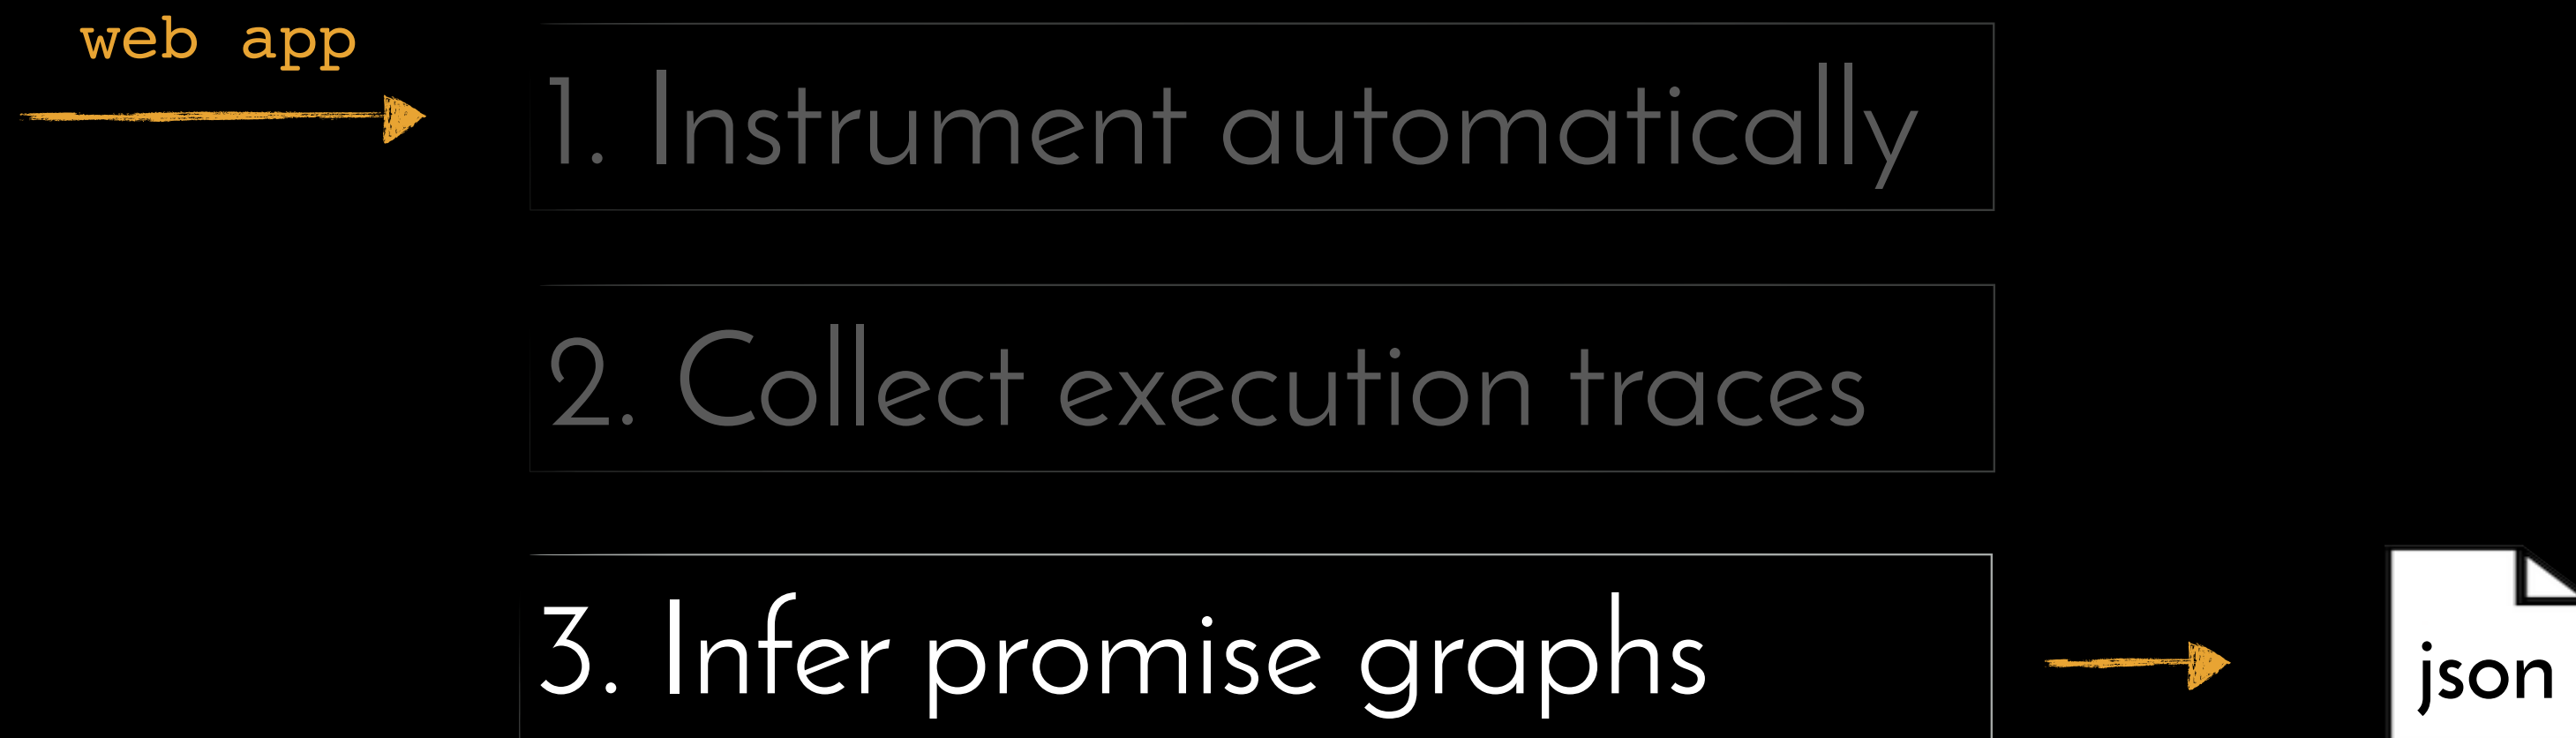 web app
1. Instrument automatically
2. Collect execution traces
3. Infer promise graphs
json